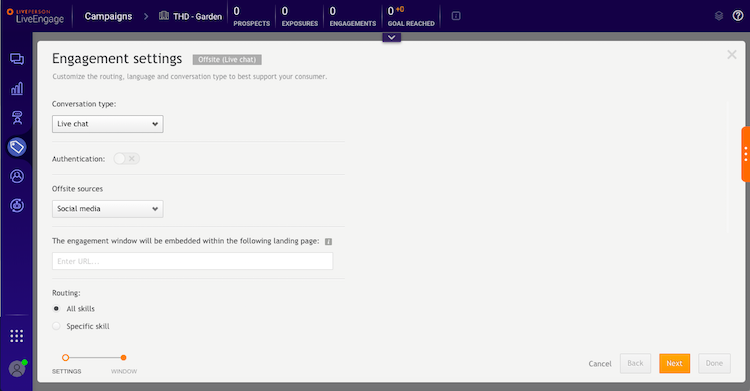 LIVEPERSON
LiveEngage
Campaigns
THD - Garden
0
PROSPECTS
0
EXPOSURES
0
ENGAGEMENTS
0 +0
GOAL REACHED
Engagement settings
Offsite (Live chat)
Customize the routing, language and conversation type to best support your consumer.
Conversation type:
Live chat
Authentication:
Offsite sources
Social media
The engagement window will be embedded within the following landing page:
Enter URL...
Routing:
All skills
Specific skill
SETTINGS
WINDOW
Cancel
Back
Next
Done